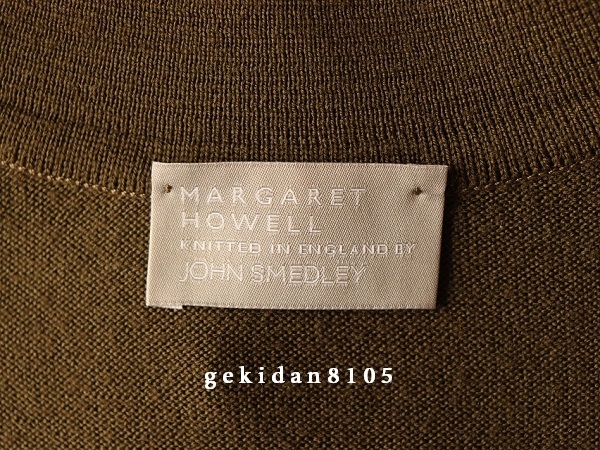 MARGARET
HOWELL
KNITTED IN ENGLAND BY
JOHN SMEDLEY
gekidan8105